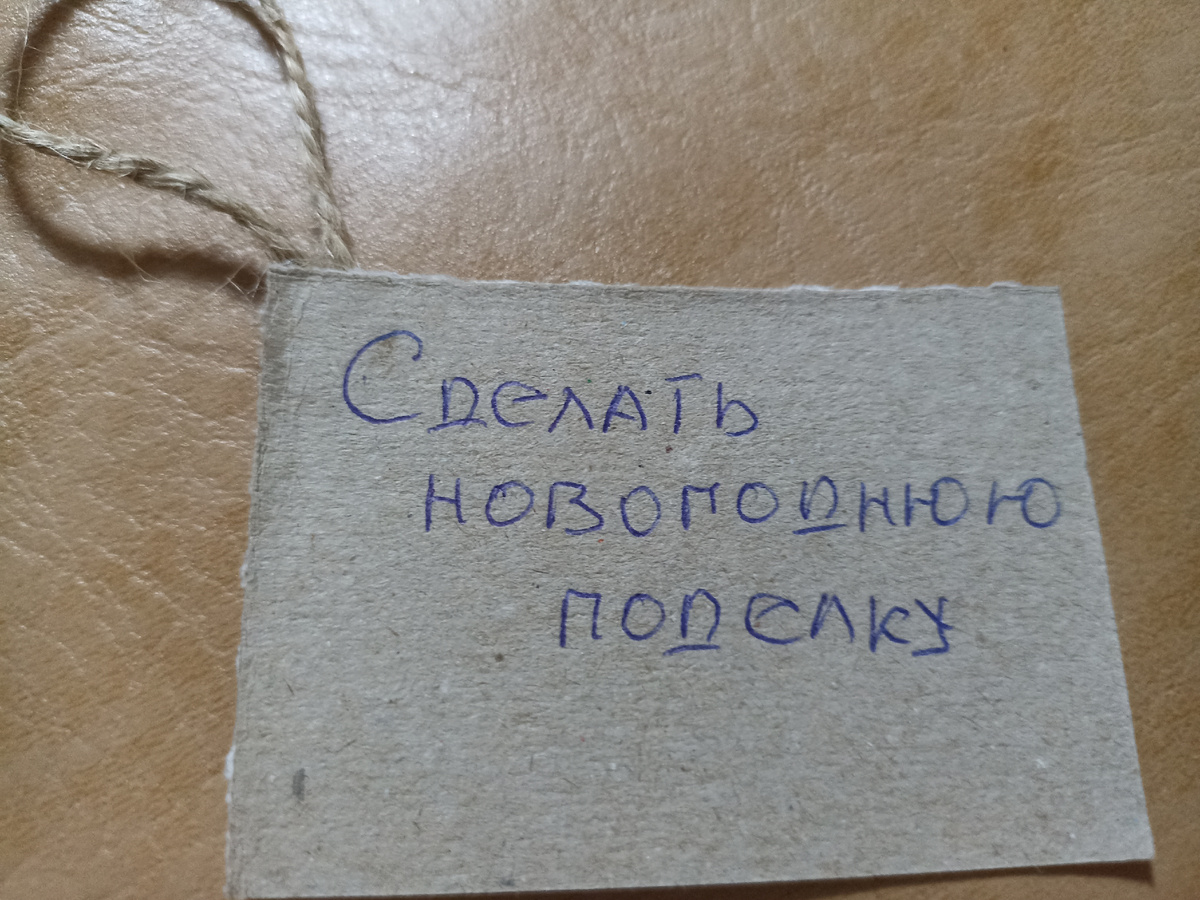 Сделать
новогоднюю
поделку